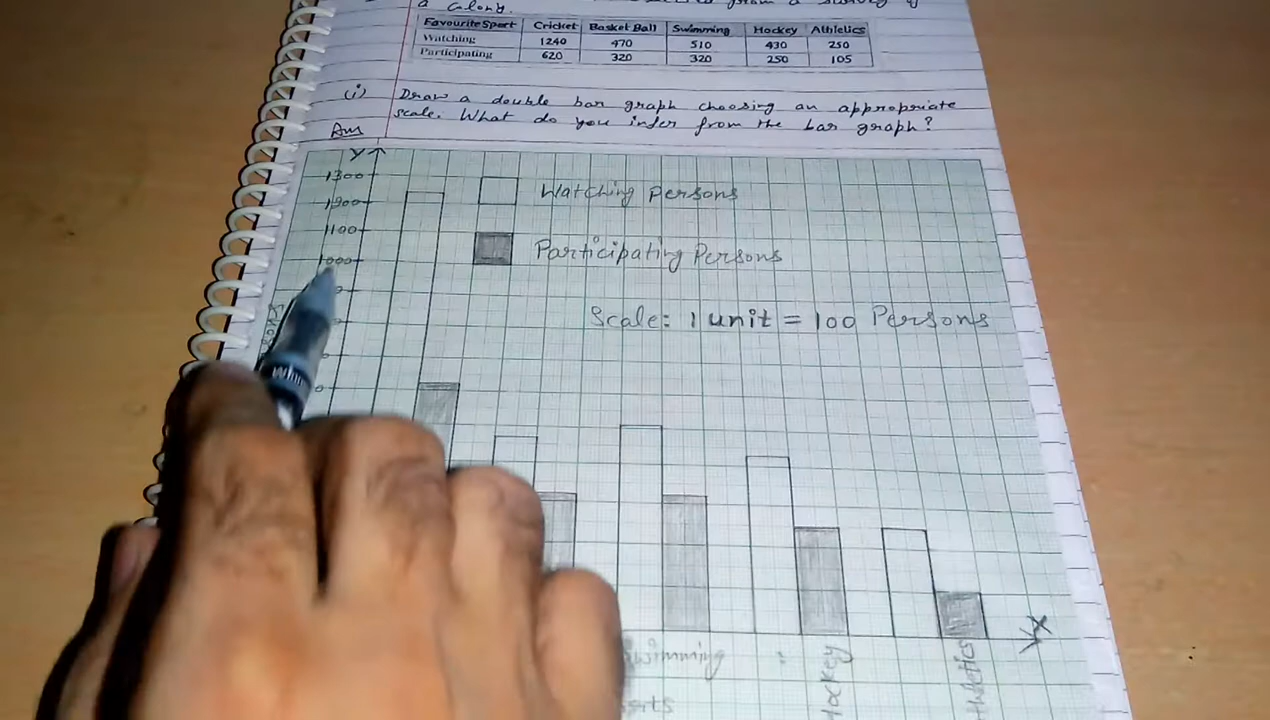 a colony.
Favourite Sport Cricket Basket Ball Swimming Hockey Athletics
Watching 1240 470 510 430 250
Participating 620 320 320 250 105
(i) Draw a double bar graph choosing an appropriate
scale. What do you infer from the bar graph?
Ans
Y
1300
Watching Persons
1200
1100
Participating Persons
1000
Scale: 1 unit = 100 Persons
X
Swimming
Hockey
Athletics